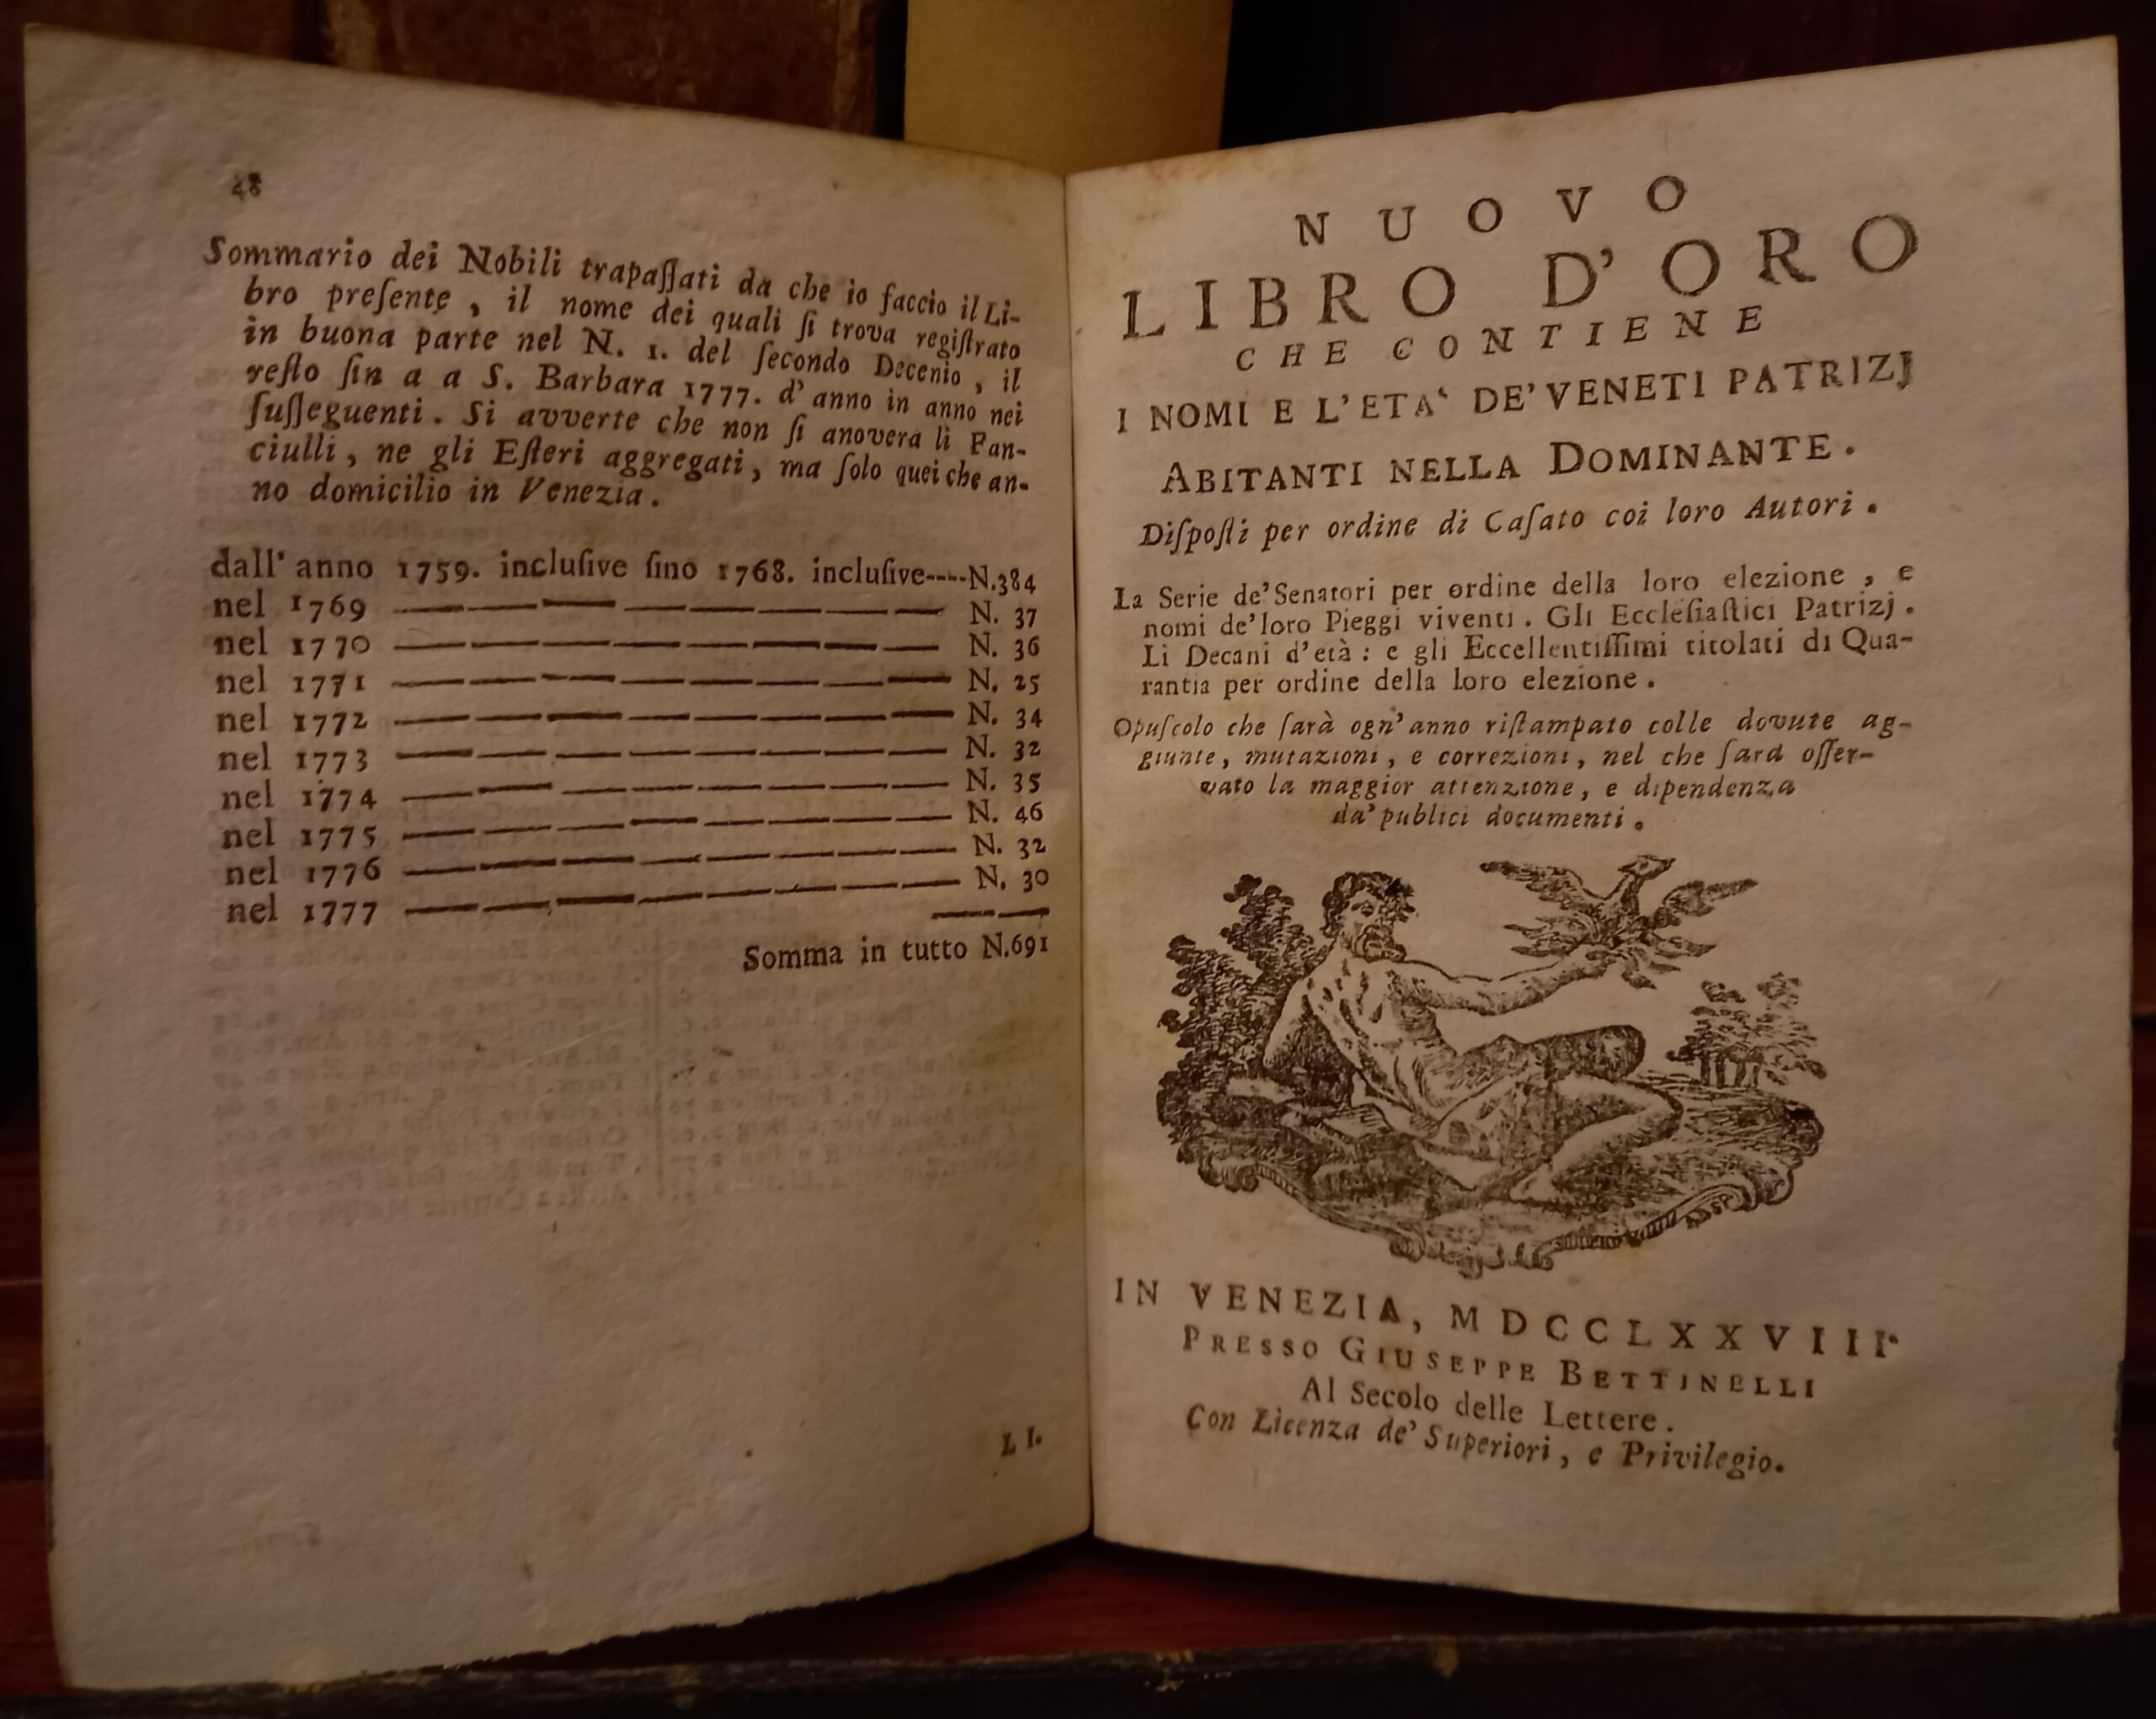 48
Sommario dei Nobili trapaſſati da che io faccio il Li-
bro preſente, il nome dei quali ſi trova regiſtrato
in buona parte nel N. 1. del ſecondo Decenio, il
reſto ſin a a S. Barbara 1777. d' anno in anno nei
ſuſſeguenti. Si avverte che non ſi anovera li Fan-
ciulli, ne gli Eſteri aggregati, ma ſolo quei che an-
no domicilio in Venezia.
dall' anno 1759. incluſive ſino 1768. incluſive----N.384
nel 1769 — — — — — — — — N. 37
nel 1770 — — — — — — — — N. 36
nel 1771 — — — — — — — — N. 25
nel 1772 — — — — — — — — N. 34
nel 1773 — — — — — — — — N. 32
nel 1774 — — — — — — — — N. 35
nel 1775 — — — — — — — — N. 46
nel 1776 — — — — — — — — N. 32
nel 1777 — — — — — — — — N. 30
Somma in tutto N.691
L I.
NUOVO
LIBRO D'ORO
CHE CONTIENE
I NOMI E L'ETA' DE' VENETI PATRIZJ
ABITANTI NELLA DOMINANTE.
Diſpoſti per ordine di Caſato coi loro Autori.
La Serie de' Senatori per ordine della loro elezione, e
nomi de' loro Pieggi viventi. Gli Eccleſiaſtici Patrizj.
Li Decani d'età: e gli Eccellentiſſimi titolati di Qua-
rantia per ordine della loro elezione.
Opuſcolo che ſarà ogn' anno riſtampato colle dovute ag-
giunte, mutazioni, e correzioni, nel che ſarà oſſer-
vato la maggior attenzione, e dipendenza
da' publici documenti.
IN VENEZIA, MDCCLXXVIII.
PRESSO GIUSEPPE BETTINELLI
Al Secolo delle Lettere.
Con Licenza de' Superiori, e Privilegio.